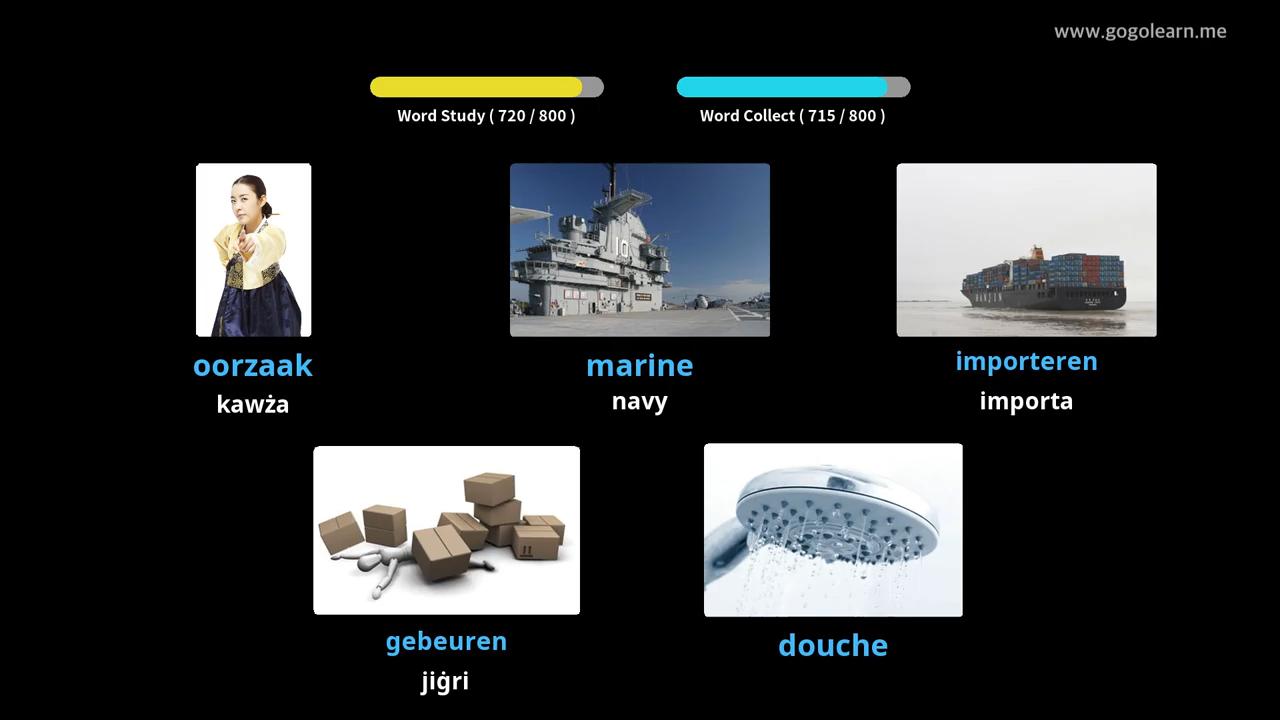 www.gogolearn.me
Word Study ( 720 / 800 )
Word Collect ( 715 / 800 )
oorzaak
kawża
marine
navy
importeren
importa
gebeuren
jiġri
douche